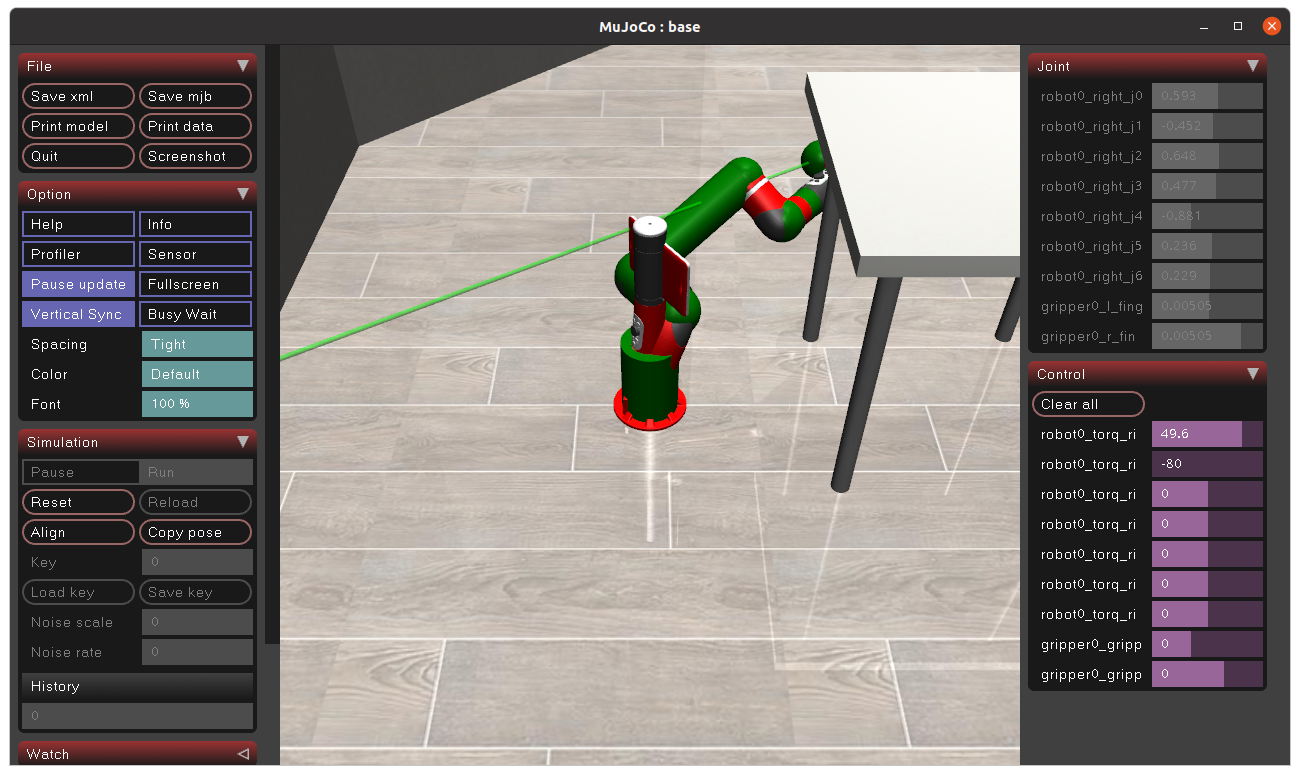 MuJoCo : base
File
Save xml Save mjb
Print model Print data
Quit Screenshot
Option
Help Info
Profiler Sensor
Pause update Fullscreen
Vertical Sync Busy Wait
Spacing Tight
Color Default
Font 100 %
Simulation
Pause Run
Reset Reload
Align Copy pose
Key 0
Load key Save key
Noise scale 0
Noise rate 0
History
0
Watch
Joint
robot0_right_j0 0.593
robot0_right_j1 -0.452
robot0_right_j2 0.648
robot0_right_j3 0.477
robot0_right_j4 -0.881
robot0_right_j5 0.236
robot0_right_j6 0.229
gripper0_l_fing 0.00505
gripper0_r_fin 0.00505
Control
Clear all
robot0_torq_ri 49.6
robot0_torq_ri -80
robot0_torq_ri 0
robot0_torq_ri 0
robot0_torq_ri 0
robot0_torq_ri 0
robot0_torq_ri 0
gripper0_gripp 0
gripper0_gripp 0